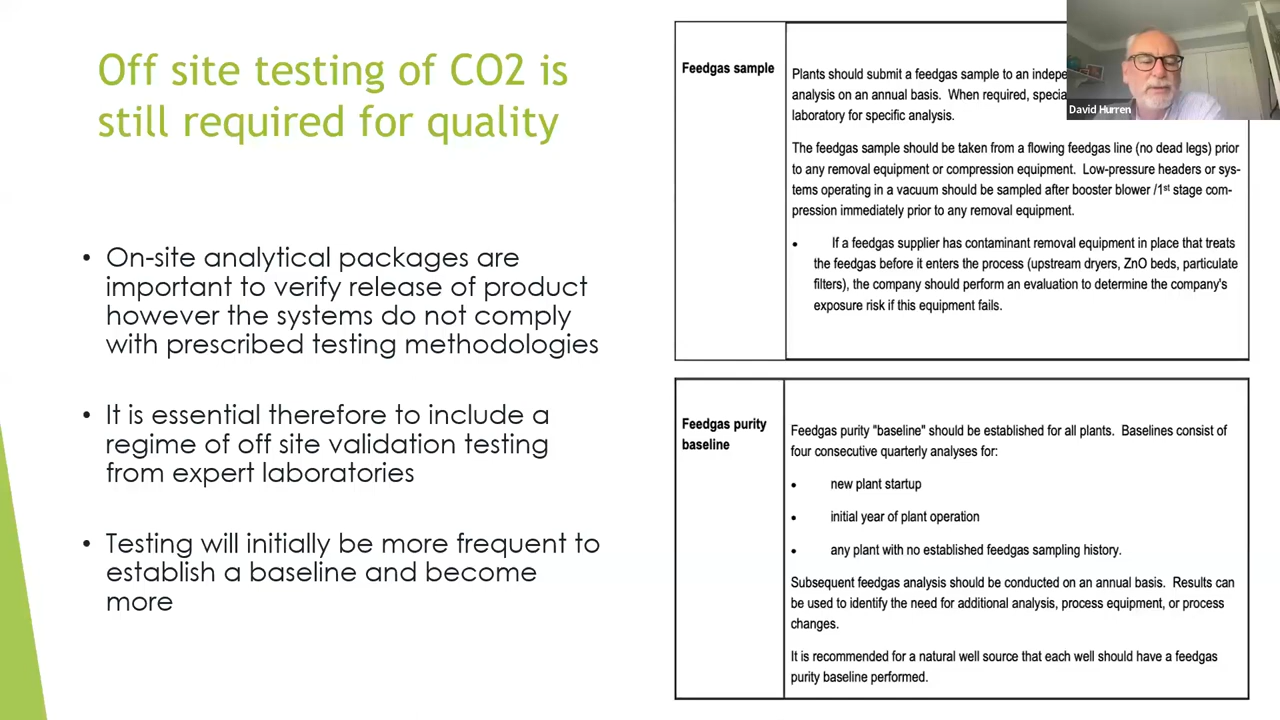 Off site testing of CO2 is
still required for quality
• On-site analytical packages are
important to verify release of product
however the systems do not comply
with prescribed testing methodologies
• It is essential therefore to include a
regime of off site validation testing
from expert laboratories
• Testing will initially be more frequent to
establish a baseline and become
more
Feedgas sample
Plants should submit a feedgas sample to an
analysis on an annual basis. When required,
laboratory for specific analysis.
The feedgas sample should be taken from a flowing feedgas line (no dead legs) prior
to any removal equipment or compression equipment. Low-pressure headers or sys-
tems operating in a vacuum should be sampled after booster blower /1st stage com-
pression immediately prior to any removal equipment.
• If a feedgas supplier has contaminant removal equipment in place that treats
the feedgas before it enters the process (upstream dryers, ZnO beds, particulate
filters), the company should perform an evaluation to determine the company's
exposure risk if this equipment fails.
Feedgas purity
baseline
Feedgas purity "baseline" should be established for all plants. Baselines consist of
four consecutive quarterly analyses for:
• new plant startup
• initial year of plant operation
• any plant with no established feedgas sampling history.
Subsequent feedgas analysis should be conducted on an annual basis. Results can
be used to identify the need for additional analysis, process equipment, or process
changes.
It is recommended for a natural well source that each well should have a feedgas
purity baseline performed.
David Hurren